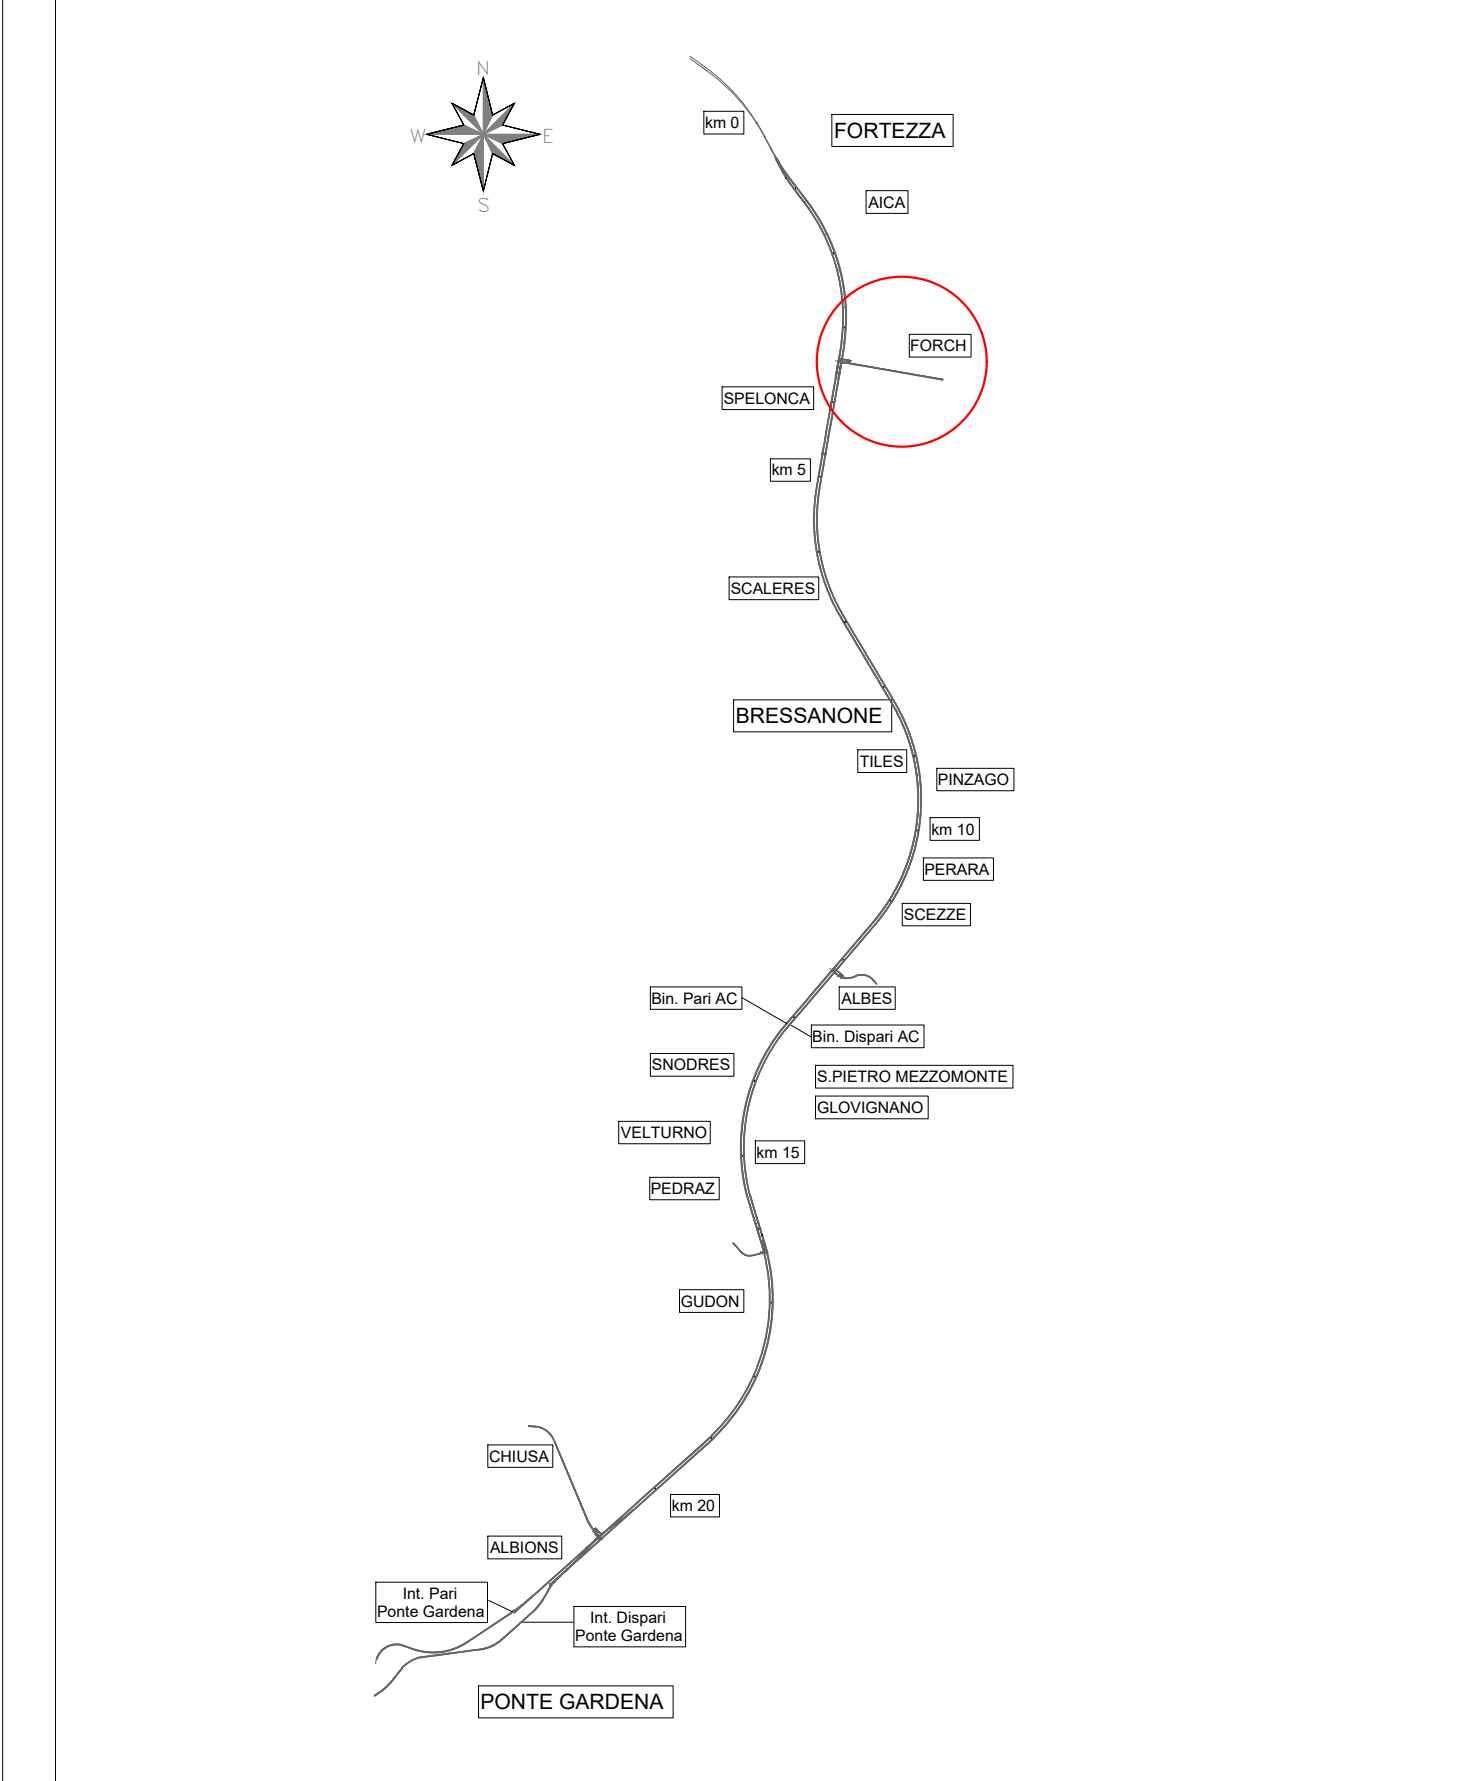 N
km 0
FORTEZZA
W
E
AICA
S
FORCH
SPELONCA
km 5
SCALERES
BRESSANONE
TILES
PINZAGO
km 10
PERARA
SCEZZE
Bin. Pari AC
ALBES
Bin. Dispari AC
SNODRES
S.PIETRO MEZZOMONTE
GLOVIGNANO
VELTURNO
km 15
PEDRAZ
GUDON
CHIUSA
km 20
ALBIONS
Int. Pari
Ponte Gardena
Int. Dispari
Ponte Gardena
PONTE GARDENA